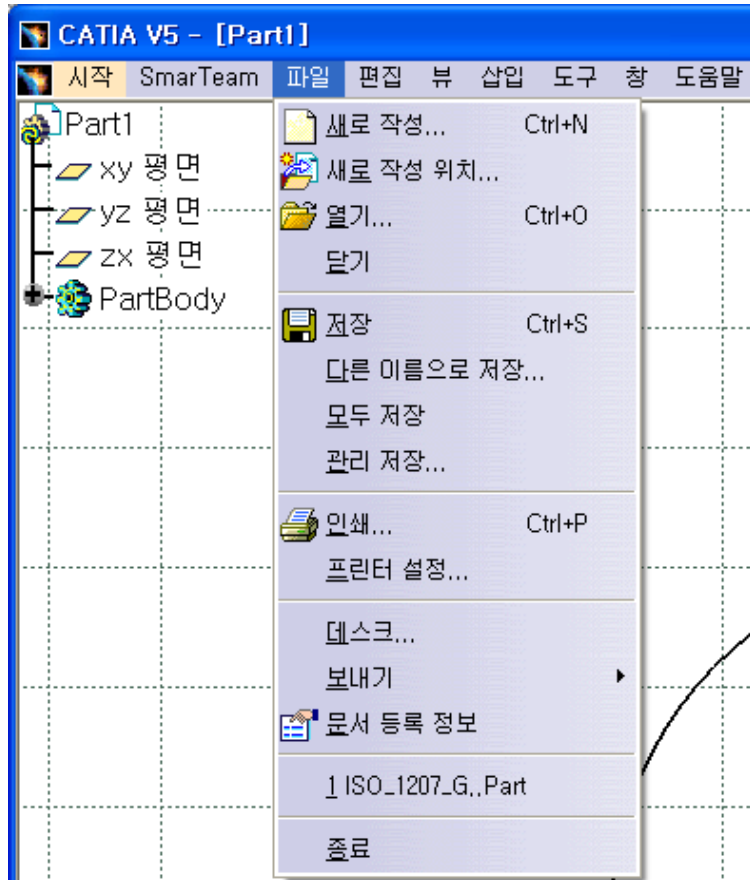 CATIA V5 - [Part1]
시작 SmarTeam 파일 편집 뷰 삽입 도구 창 도움말
Part1
xy 평면
yz 평면
zx 평면
PartBody
새로 작성... Ctrl+N
새로 작성 위치...
열기... Ctrl+O
닫기
저장 Ctrl+S
다른 이름으로 저장...
모두 저장
관리 저장...
인쇄... Ctrl+P
프린터 설정...
데스크...
보내기
문서 등록 정보
1 ISO_1207_G,,Part
종료